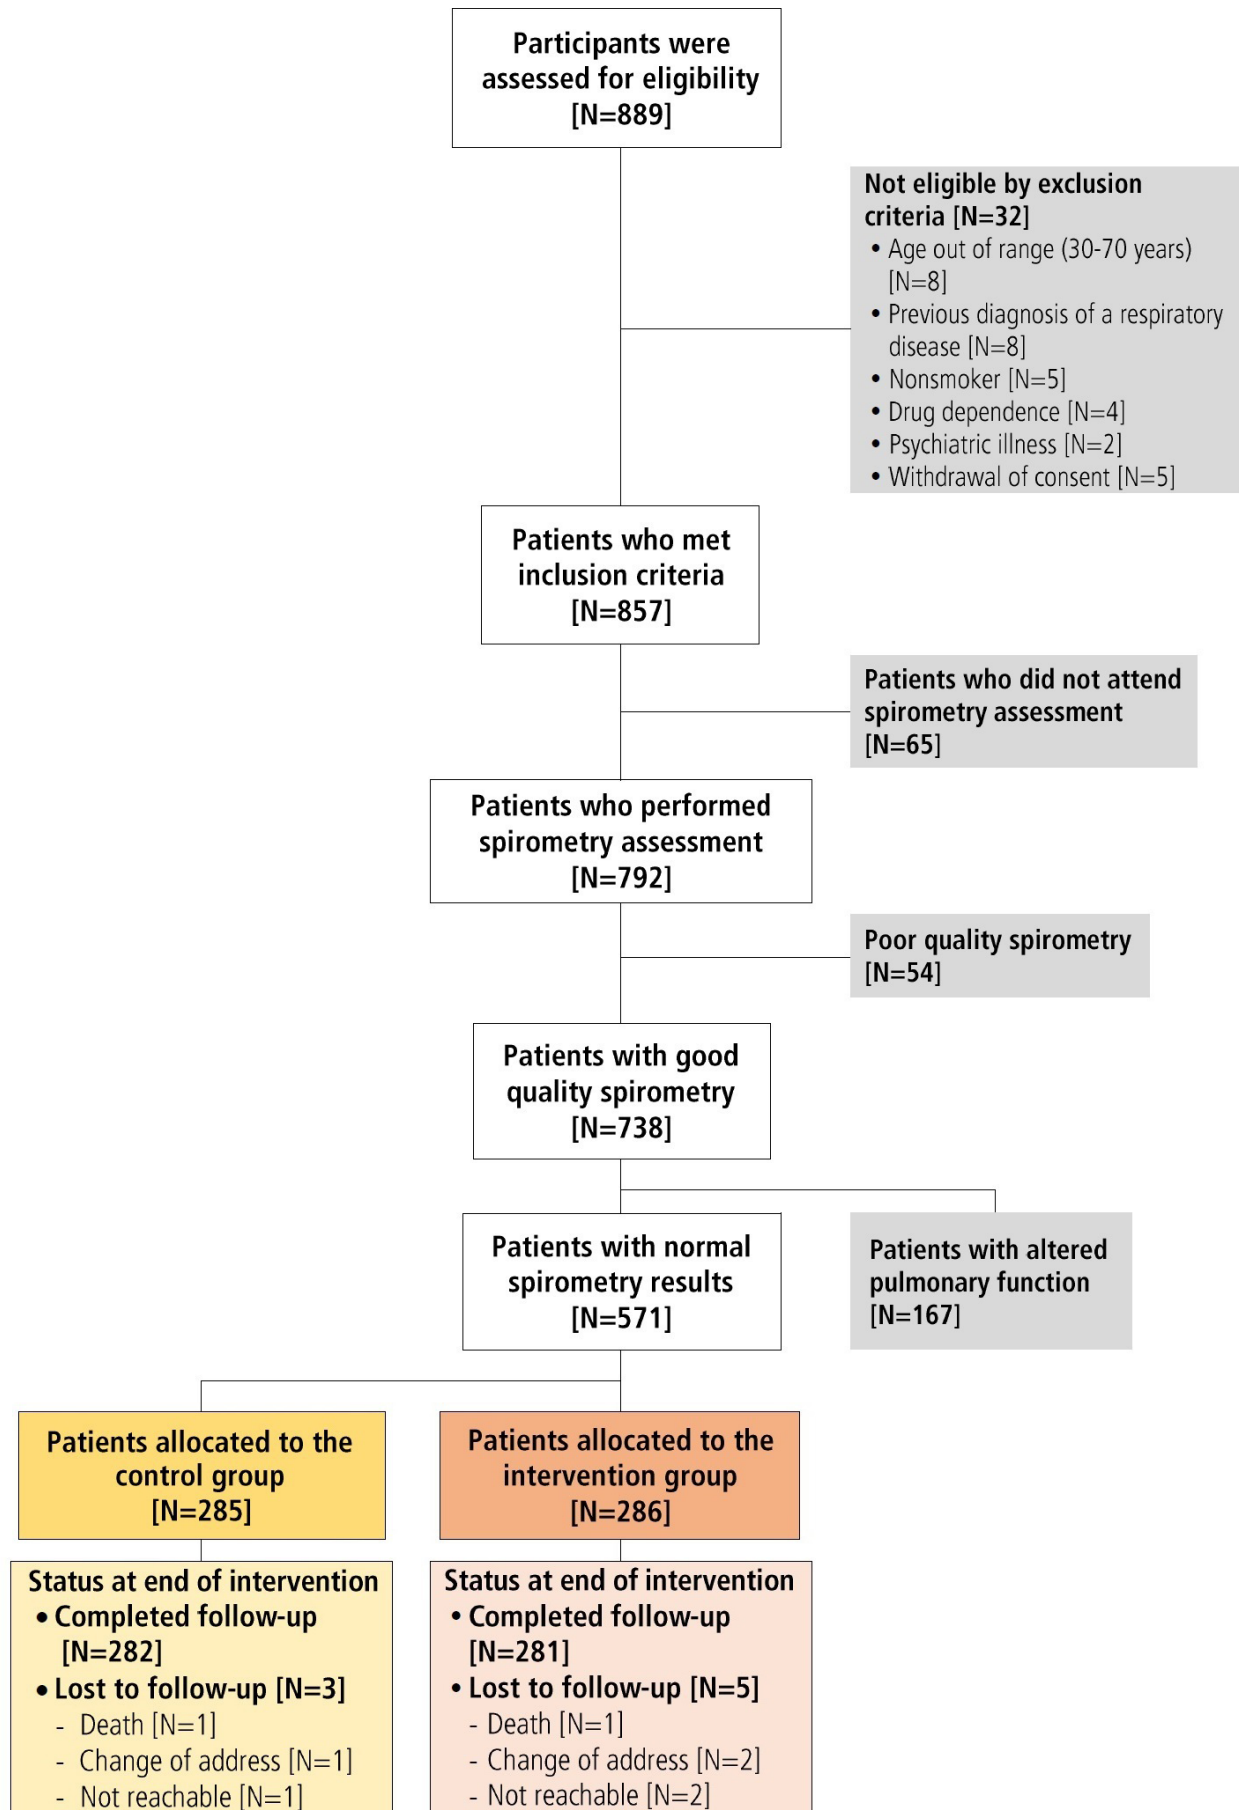 Participants were
assessed for eligibility
[N=889]
Not eligible by exclusion
criteria [N=32]
• Age out of range (30-70 years)
[N=8]
• Previous diagnosis of a respiratory
disease [N=8]
• Nonsmoker [N=5]
• Drug dependence [N=4]
• Psychiatric illness [N=2]
• Withdrawal of consent [N=5]
Patients who met
inclusion criteria
[N=857]
Patients who did not attend
spirometry assessment
[N=65]
Patients who performed
spirometry assessment
[N=792]
Poor quality spirometry
[N=54]
Patients with good
quality spirometry
[N=738]
Patients with normal
spirometry results
[N=571]
Patients with altered
pulmonary function
[N=167]
Patients allocated to the
control group
[N=285]
Patients allocated to the
intervention group
[N=286]
Status at end of intervention
• Completed follow-up
[N=282]
• Lost to follow-up [N=3]
- Death [N=1]
- Change of address [N=1]
- Not reachable [N=1]
Status at end of intervention
• Completed follow-up
[N=281]
• Lost to follow-up [N=5]
- Death [N=1]
- Change of address [N=2]
- Not reachable [N=2]